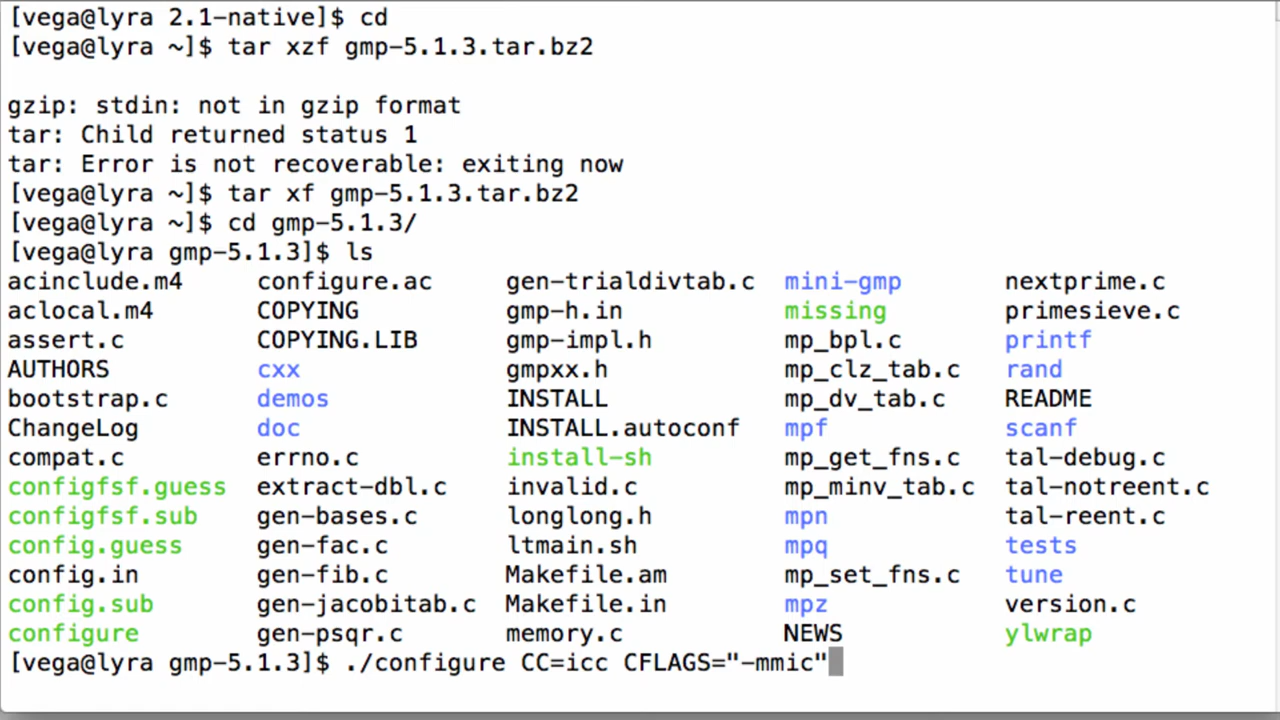 [vega@lyra 2.1-native]$ cd
[vega@lyra ~]$ tar xzf gmp-5.1.3.tar.bz2
gzip: stdin: not in gzip format
tar: Child returned status 1
tar: Error is not recoverable: exiting now
[vega@lyra ~]$ tar xf gmp-5.1.3.tar.bz2
[vega@lyra ~]$ cd gmp-5.1.3/
[vega@lyra gmp-5.1.3]$ ls
acinclude.m4 configure.ac gen-trialdivtab.c mini-gmp nextprime.c
aclocal.m4 COPYING gmp-h.in missing primesieve.c
assert.c COPYING.LIB gmp-impl.h mp_bpl.c printf
AUTHORS cxx gmpxx.h mp_clz_tab.c rand
bootstrap.c demos INSTALL mp_dv_tab.c README
ChangeLog doc INSTALL.autoconf mpf scanf
compat.c errno.c install-sh mp_get_fns.c tal-debug.c
configfsf.guess extract-dbl.c invalid.c mp_minv_tab.c tal-notreent.c
configfsf.sub gen-bases.c longlong.h mpn tal-reent.c
config.guess gen-fac.c ltmain.sh mpq tests
config.in gen-fib.c Makefile.am mp_set_fns.c tune
config.sub gen-jacobitab.c Makefile.in mpz version.c
configure gen-psqr.c memory.c NEWS ylwrap
[vega@lyra gmp-5.1.3]$ ./configure CC=icc CFLAGS="-mmic"